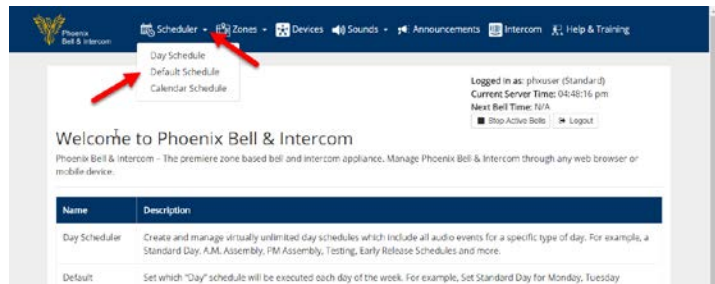 Phoenix
Bell & Intercom
Scheduler Zones Devices Sounds Announcements Intercom Help & Training
Day Schedule
Default Schedule
Calendar Schedule
Logged in as: phxuser (Standard)
Current Server Time: 04:48:16 pm
Next Bell Time: N/A
Stop Active Bells Logout
Welcome to Phoenix Bell & Intercom
Phoenix Bell & Intercom - The premiere zone based bell and intercom appliance. Manage Phoenix Bell & Intercom through any web browser or
mobile device.
Name Description
Day Scheduler Create and manage virtually unlimited day schedules which include all audio events for a specific type of day. For example, a
Standard Day, A.M. Assembly, PM Assembly, Testing, Early Release Schedules and more.
Default Set which "Day" schedule will be executed each day of the week. For example, Set Standard Day for Monday, Tuesday